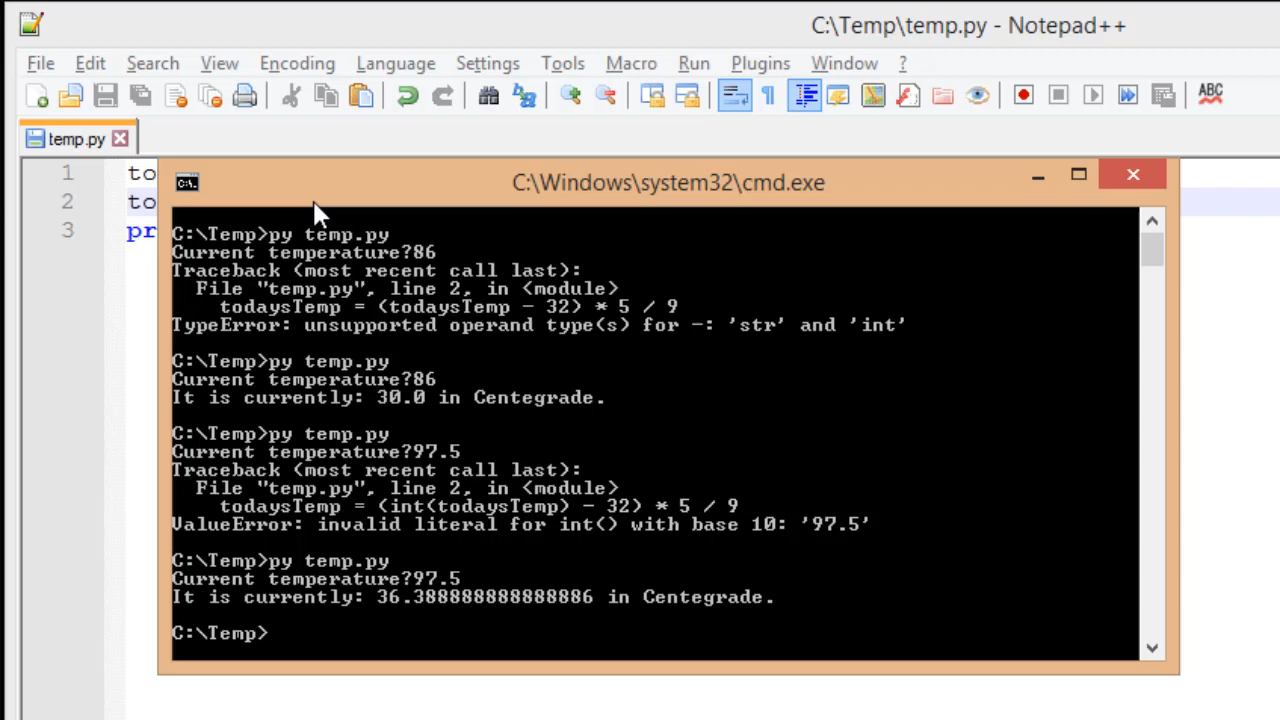 C:\Temp\temp.py - Notepad++
File Edit Search View Encoding Language Settings Tools Macro Run Plugins Window ?
ABC
temp.py
1 to
2 to
3 pr
C:\Windows\system32\cmd.exe
C:\.
C:\Temp>py temp.py
Current temperature?86
Traceback (most recent call last):
File "temp.py", line 2, in <module>
todaysTemp = (todaysTemp - 32) * 5 / 9
TypeError: unsupported operand type(s) for -: 'str' and 'int'
C:\Temp>py temp.py
Current temperature?86
It is currently: 30.0 in Centegrade.
C:\Temp>py temp.py
Current temperature?97.5
Traceback (most recent call last):
File "temp.py", line 2, in <module>
todaysTemp = (int(todaysTemp) - 32) * 5 / 9
ValueError: invalid literal for int() with base 10: '97.5'
C:\Temp>py temp.py
Current temperature?97.5
It is currently: 36.388888888888886 in Centegrade.
C:\Temp>